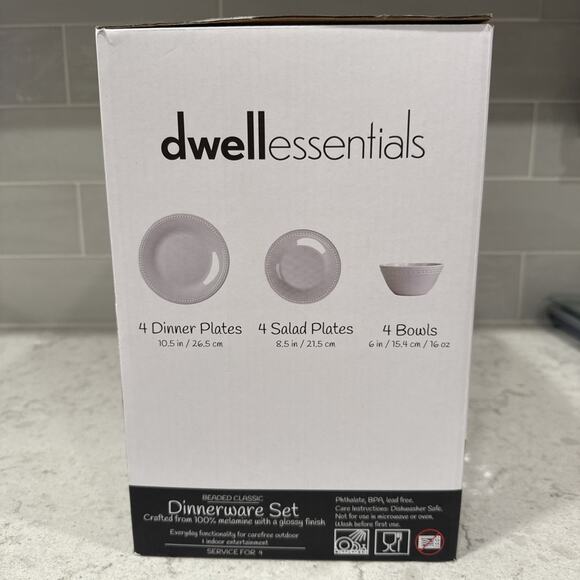 dwellessentials
4 Dinner Plates
10.5 in / 26.5 cm
4 Salad Plates
8.5 in / 21.5 cm
4 Bowls
6 in / 15.4 cm / 16 oz
BEADED CLASSIC
Dinnerware Set
Crafted from 100% melamine with a glossy finish
Everyday functionality for carefree outdoor
& indoor entertainment
SERVICE FOR 4
Phthalate, BPA, lead free.
Care Instructions: Dishwasher Safe.
Not for use in microwave or oven.
Wash before first use.